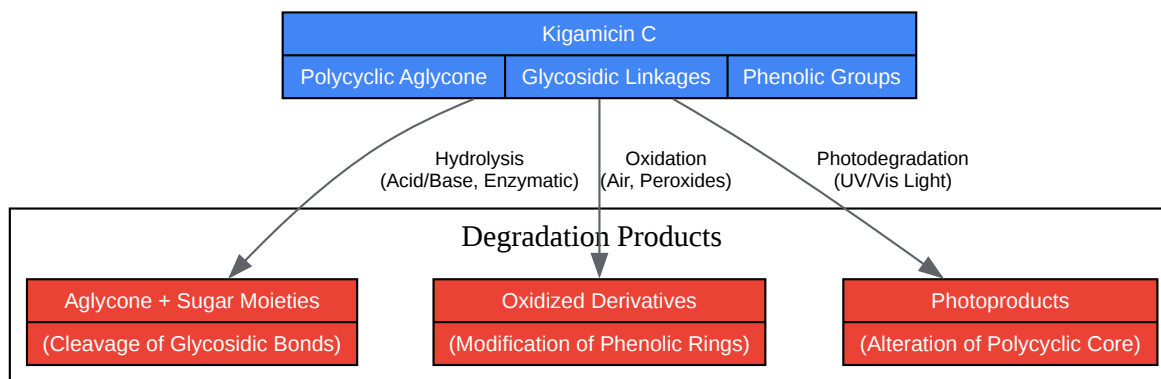 Kigamicin C
Polycyclic Aglycone
Glycosidic Linkages
Phenolic Groups
Hydrolysis
(Acid/Base, Enzymatic)
Oxidation
(Air, Peroxides)
Photodegradation
(UV/Vis Light)
Degradation Products
Aglycone + Sugar Moieties
(Cleavage of Glycosidic Bonds)
Oxidized Derivatives
(Modification of Phenolic Rings)
Photoproducts
(Alteration of Polycyclic Core)